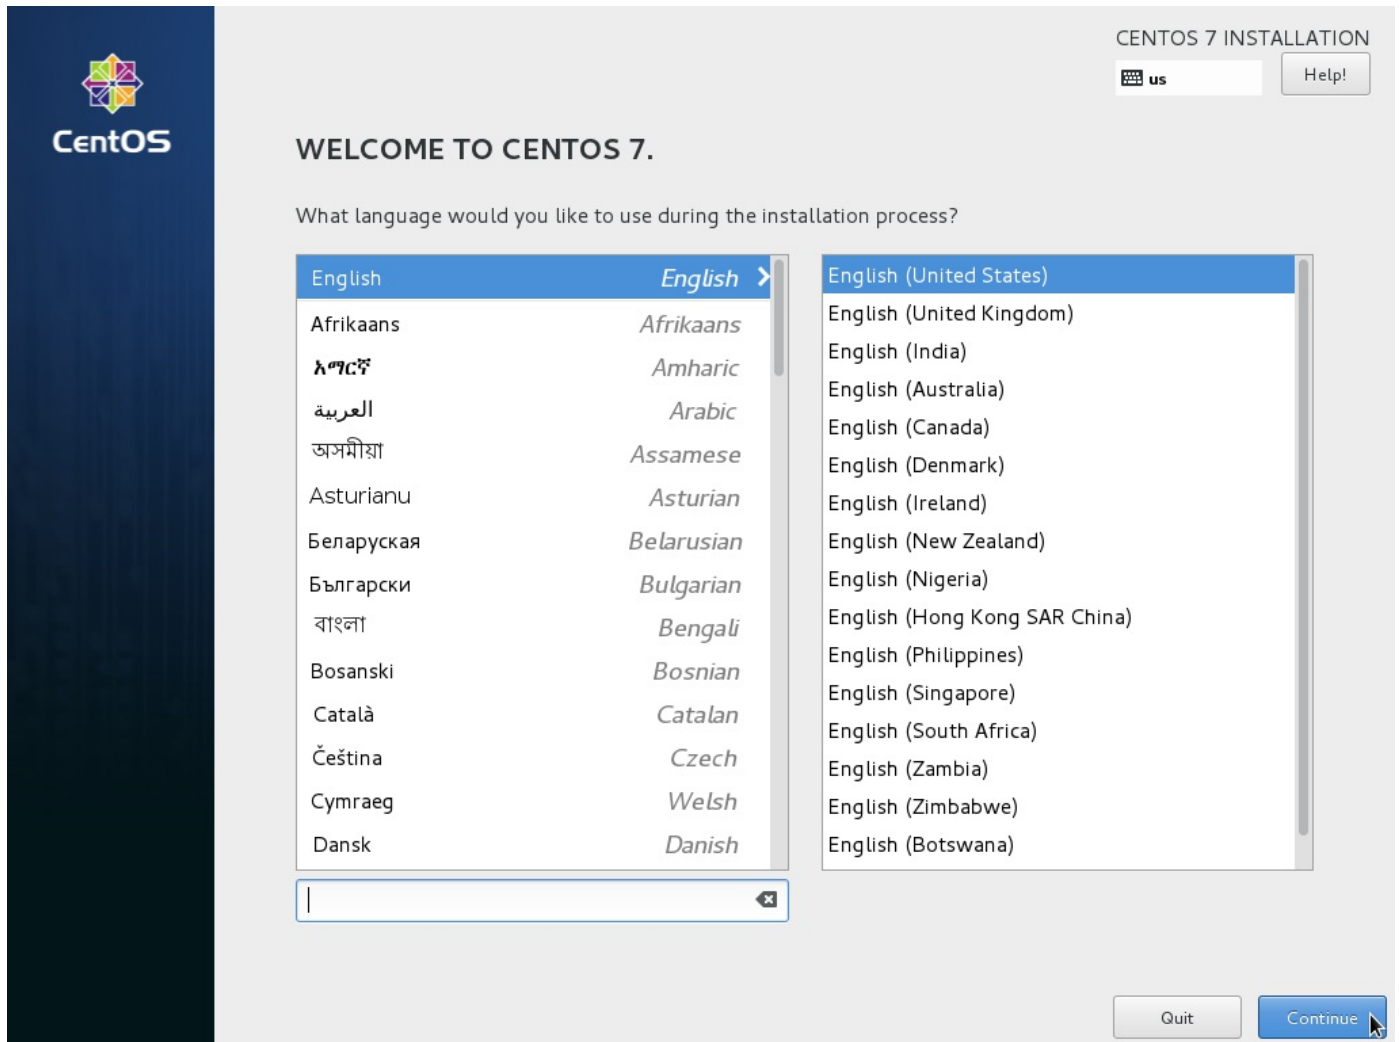 CentOS
CENTOS 7 INSTALLATION
us
Help!
WELCOME TO CENTOS 7.
What language would you like to use during the installation process?
English English
Afrikaans Afrikaans
አማርኛ Amharic
العربية Arabic
অসমীয়া Assamese
Asturianu Asturian
Беларуская Belarusian
Български Bulgarian
বাংলা Bengali
Bosanski Bosnian
Català Catalan
Čeština Czech
Cymraeg Welsh
Dansk Danish
English (United States)
English (United Kingdom)
English (India)
English (Australia)
English (Canada)
English (Denmark)
English (Ireland)
English (New Zealand)
English (Nigeria)
English (Hong Kong SAR China)
English (Philippines)
English (Singapore)
English (South Africa)
English (Zambia)
English (Zimbabwe)
English (Botswana)
Quit
Continue